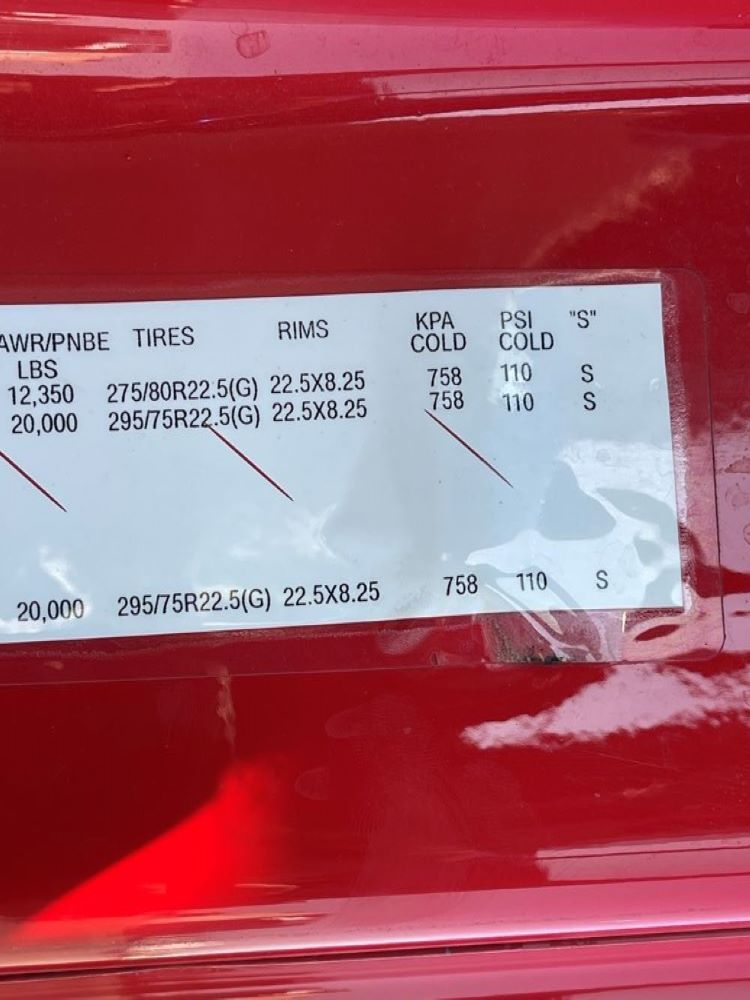 AWR/PNBE TIRES RIMS KPA PSI "S"
LBS COLD COLD
12,350 275/80R22.5(G) 22.5X8.25 758 110 S
20,000 295/75R22.5(G) 22.5X8.25 758 110 S
20,000 295/75R22.5(G) 22.5X8.25 758 110 S